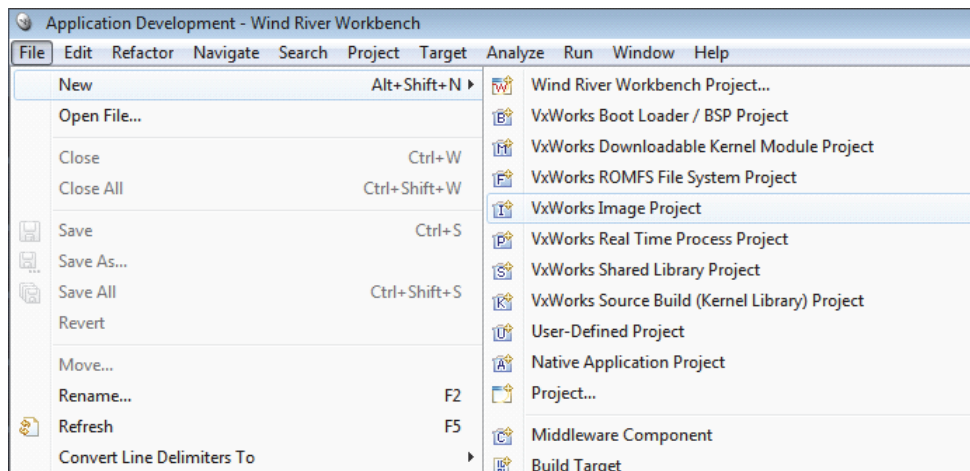 Application Development - Wind River Workbench
File Edit Refactor Navigate Search Project Target Analyze Run Window Help
New Alt+Shift+N
Open File...
Close Ctrl+W
Close All Ctrl+Shift+W
Save Ctrl+S
Save As...
Save All Ctrl+Shift+S
Revert
Move...
Rename... F2
Refresh F5
Convert Line Delimiters To
Wind River Workbench Project...
VxWorks Boot Loader / BSP Project
VxWorks Downloadable Kernel Module Project
VxWorks ROMFS File System Project
VxWorks Image Project
VxWorks Real Time Process Project
VxWorks Shared Library Project
VxWorks Source Build (Kernel Library) Project
User-Defined Project
Native Application Project
Project...
Middleware Component
Build Target